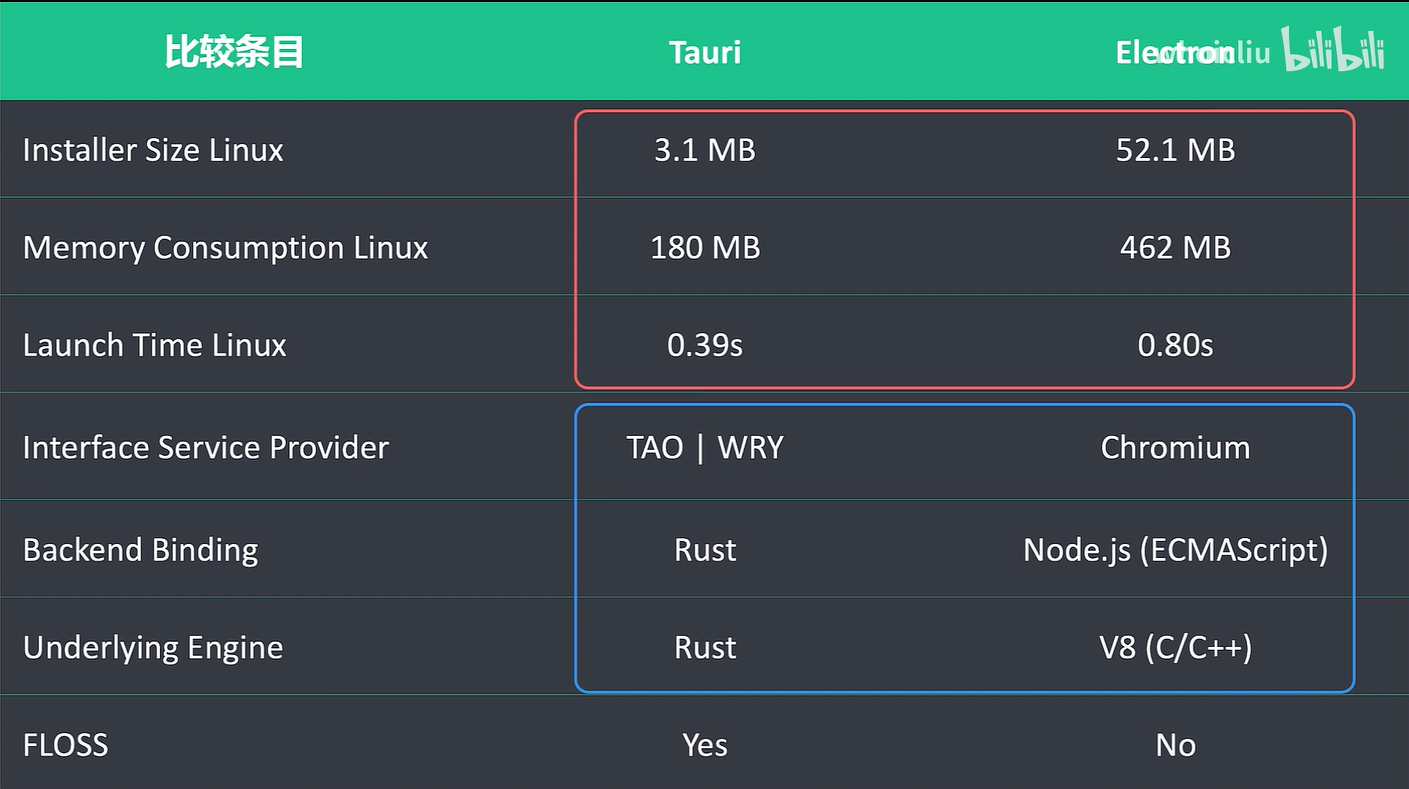 比较条目 Tauri Electron bilibili
Installer Size Linux 3.1 MB 52.1 MB
Memory Consumption Linux 180 MB 462 MB
Launch Time Linux 0.39s 0.80s
Interface Service Provider TAO | WRY Chromium
Backend Binding Rust Node.js (ECMAScript)
Underlying Engine Rust V8 (C/C++)
FLOSS Yes No